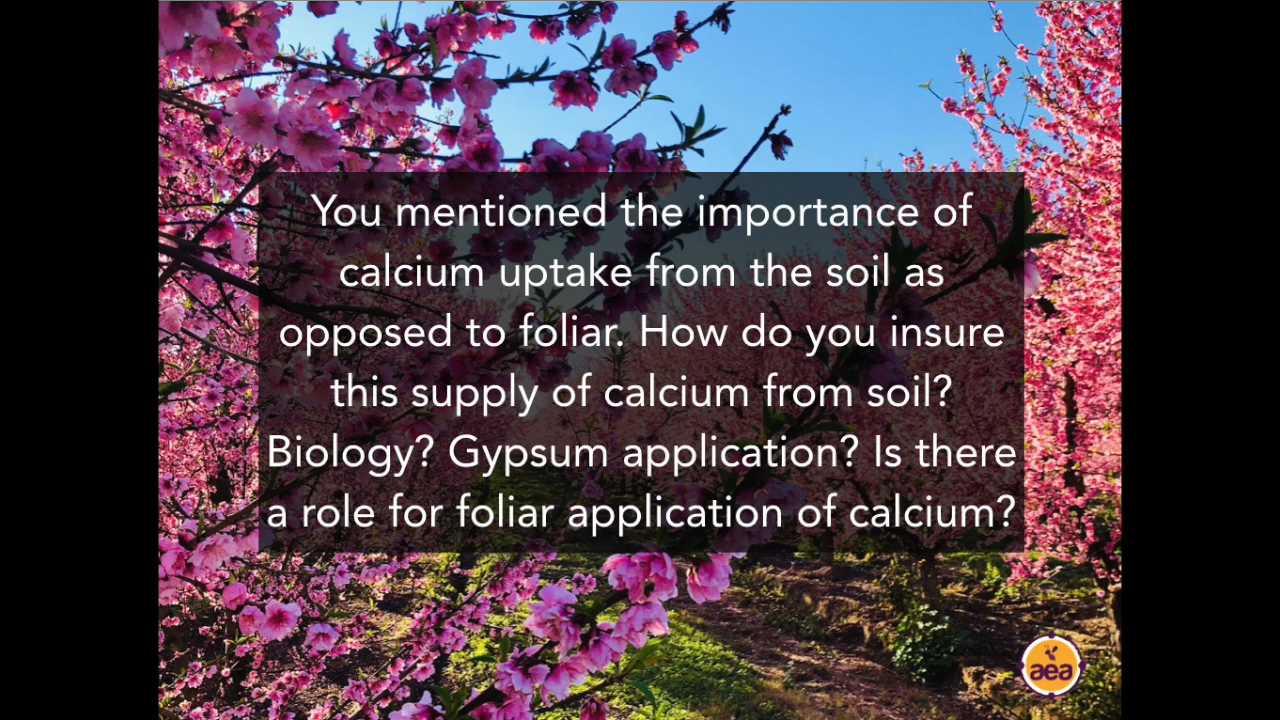 You mentioned the importance of
calcium uptake from the soil as
opposed to foliar. How do you insure
this supply of calcium from soil?
Biology? Gypsum application? Is there
a role for foliar application of calcium?
aea